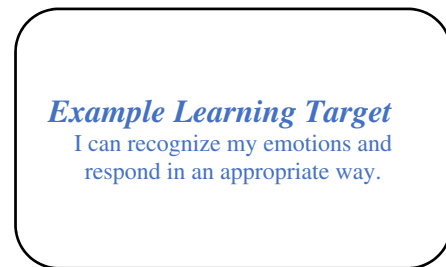 Example Learning Target
I can recognize my emotions and
respond in an appropriate way.